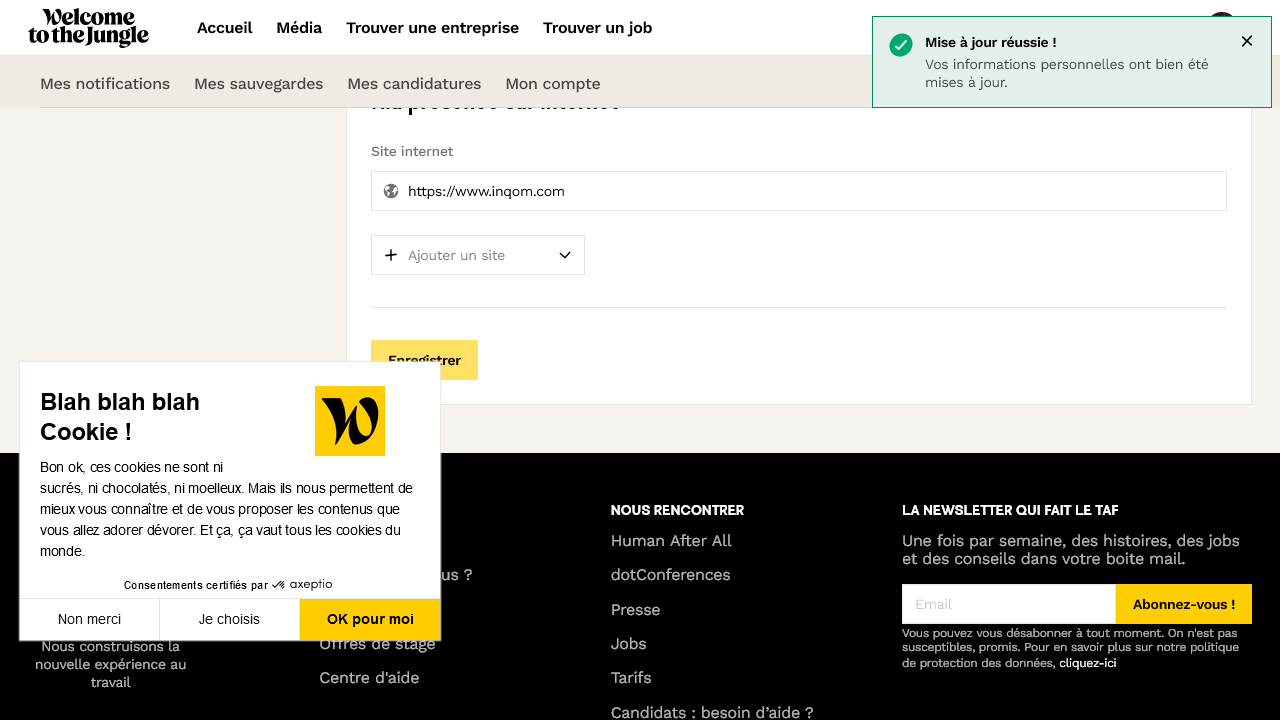 Welcome
to the Jungle
Accueil
Média
Trouver une entreprise
Trouver un job
Mise à jour réussie !
Vos informations personnelles ont bien été
mises à jour.
Mes notifications
Mes sauvegardes
Mes candidatures
Mon compte
Site internet
https://www.inqom.com
Ajouter un site
Enregistrer
Blah blah blah
Cookie !
Bon ok, ces cookies ne sont ni
sucrés, ni chocolatés, ni moelleux. Mais ils nous permettent de
mieux vous connaître et de vous proposer les contenus que
vous allez adorer dévorer. Et ça, ça vaut tous les cookies du
monde.
Consentements certifiés par axeptio
Non merci
Je choisis
OK pour moi
Nous construisons la
nouvelle expérience au
travail
us ?
Offres de stage
Centre d'aide
NOUS RENCONTRER
Human After All
dotConferences
Presse
Jobs
Tarifs
Candidats : besoin d'aide ?
LA NEWSLETTER QUI FAIT LE TAF
Une fois par semaine, des histoires, des jobs
et des conseils dans votre boite mail.
Email
Abonnez-vous !
Vous pouvez vous désabonner à tout moment. On n'est pas
susceptibles, promis. Pour en savoir plus sur notre politique
de protection des données, cliquez-ici